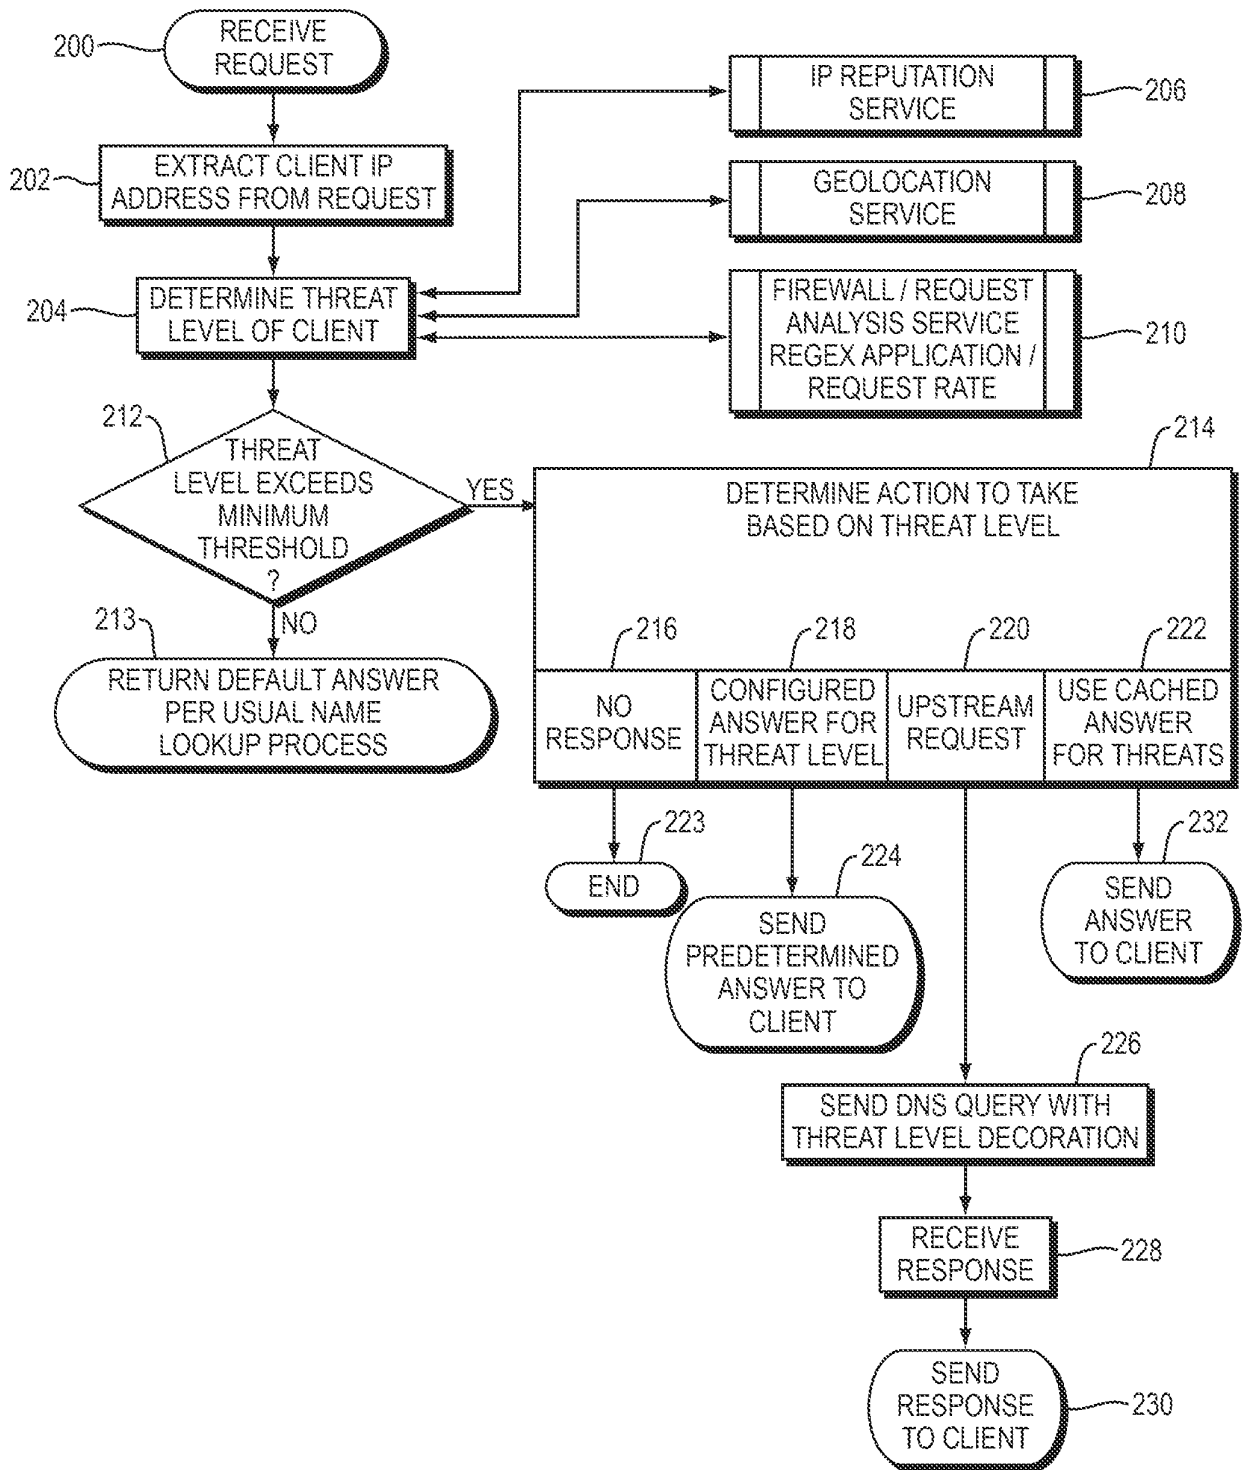 200
RECEIVE
REQUEST
202
EXTRACT CLIENT IP
ADDRESS FROM REQUEST
204
DETERMINE THREAT
LEVEL OF CLIENT
IP REPUTATION
SERVICE
206
GEOLOCATION
SERVICE
208
FIREWALL / REQUEST
ANALYSIS SERVICE
REGEX APPLICATION /
REQUEST RATE
210
212
THREAT
LEVEL EXCEEDS
MINIMUM
THRESHOLD
?
YES
NO
213
RETURN DEFAULT ANSWER
PER USUAL NAME
LOOKUP PROCESS
214
DETERMINE ACTION TO TAKE
BASED ON THREAT LEVEL
216
NO
RESPONSE
218
CONFIGURED
ANSWER FOR
THREAT LEVEL
220
UPSTREAM
REQUEST
222
USE CACHED
ANSWER
FOR THREATS
223
END
224
SEND
PREDETERMINED
ANSWER TO
CLIENT
232
SEND
ANSWER
TO CLIENT
226
SEND DNS QUERY WITH
THREAT LEVEL DECORATION
RECEIVE
RESPONSE
228
SEND
RESPONSE
TO CLIENT
230